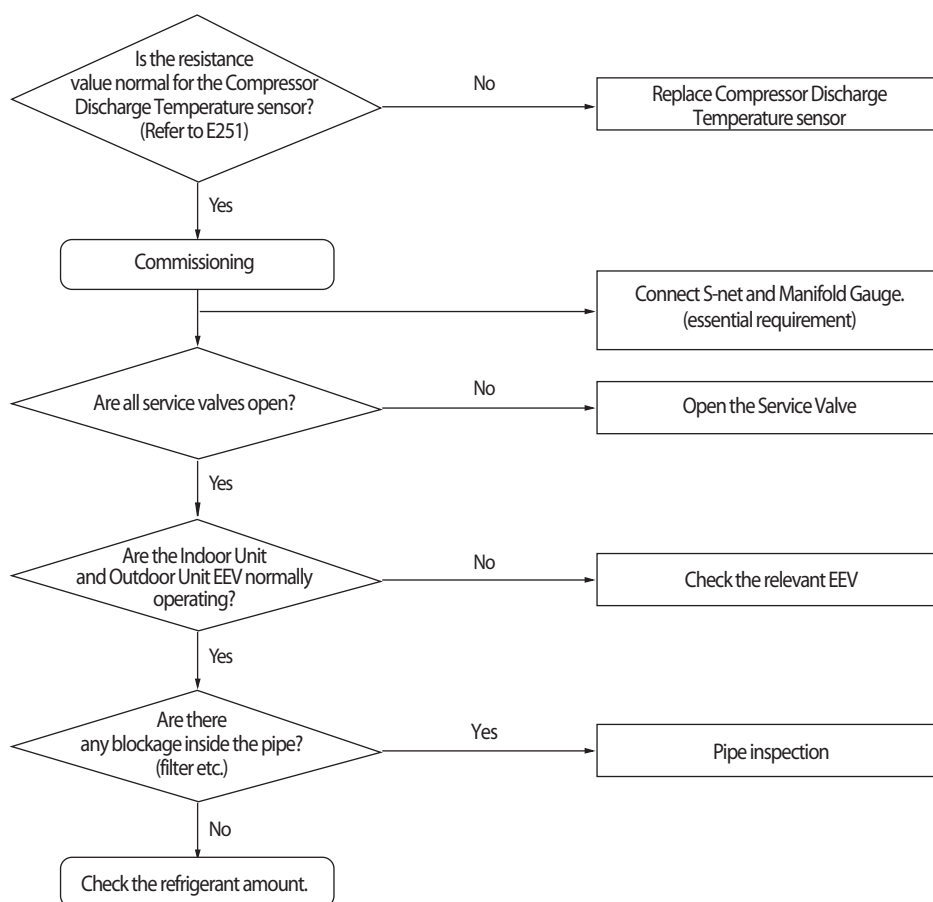 Is the resistance
value normal for the Compressor
Discharge Temperature sensor?
(Refer to E251)
No
Replace Compressor Discharge
Temperature sensor
Yes
Commissioning
Connect S-net and Manifold Gauge.
(essential requirement)
Are all service valves open?
No
Open the Service Valve
Yes
Are the Indoor Unit
and Outdoor Unit EEV normally
operating?
No
Check the relevant EEV
Yes
Are there
any blockage inside the pipe?
(filter etc.)
Yes
Pipe inspection
No
Check the refrigerant amount.